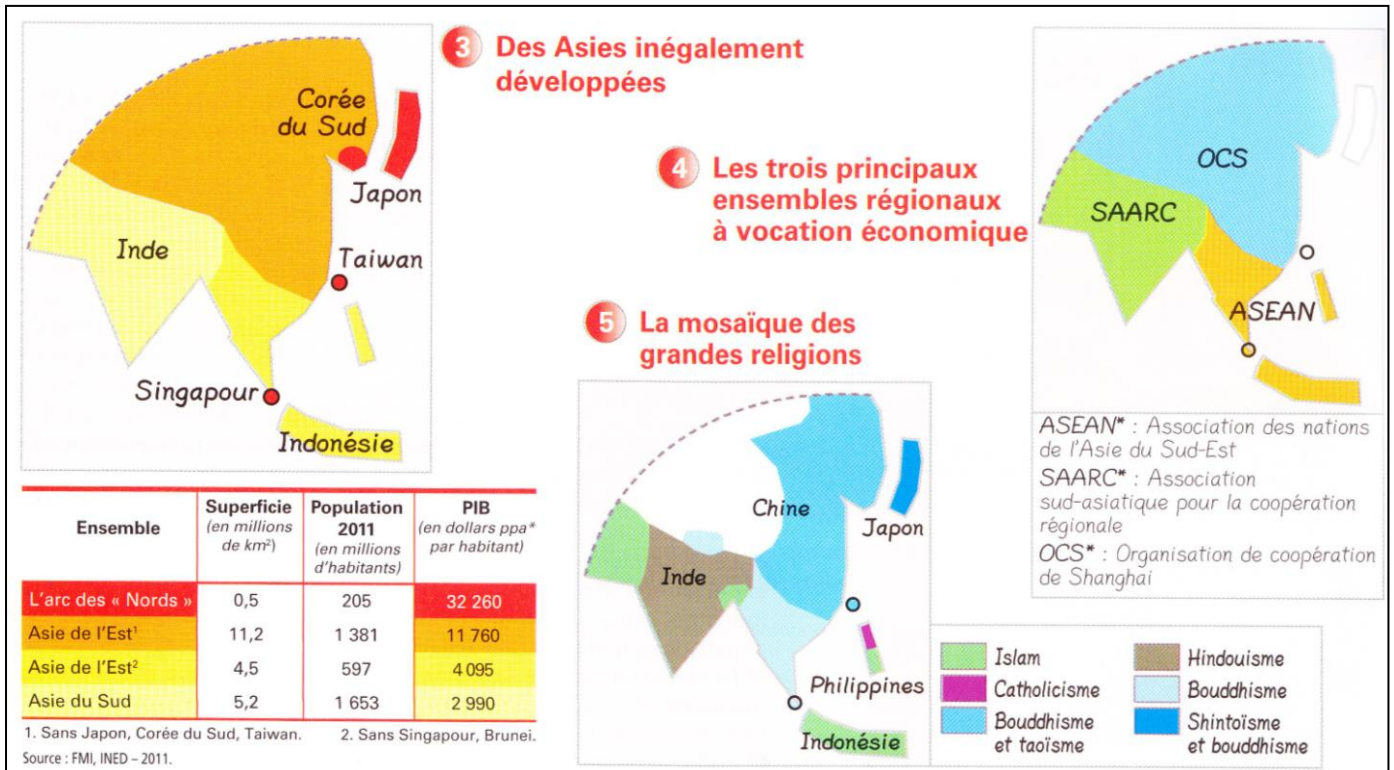 3 Des Asies inégalement
développées
Corée
du Sud
Japon
Inde
Taiwan
Singapour
Indonésie
4 Les trois principaux
ensembles régionaux
à vocation économique
OCS
SAARC
ASEAN
ASEAN* : Association des nations
de l'Asie du Sud-Est
SAARC* : Association
sud-asiatique pour la coopération
régionale
OCS* : Organisation de coopération
de Shanghai
5 La mosaïque des
grandes religions
Chine
Japon
Inde
Philippines
Indonésie
Islam
Catholicisme
Bouddhisme
et taoïsme
Hindouisme
Bouddhisme
Shintoïsme
et bouddhisme
Ensemble Superficie Population PIB
(en millions 2011 (en dollars ppa*
de km²) (en millions par habitant)
d'habitants)
L'arc des « Nords » 0,5 205 32 260
Asie de l'Est¹ 11,2 1 381 11 760
Asie de l'Est² 4,5 597 4 095
Asie du Sud 5,2 1 653 2 990
1. Sans Japon, Corée du Sud, Taiwan. 2. Sans Singapour, Brunei.
Source : FMI, INED – 2011.